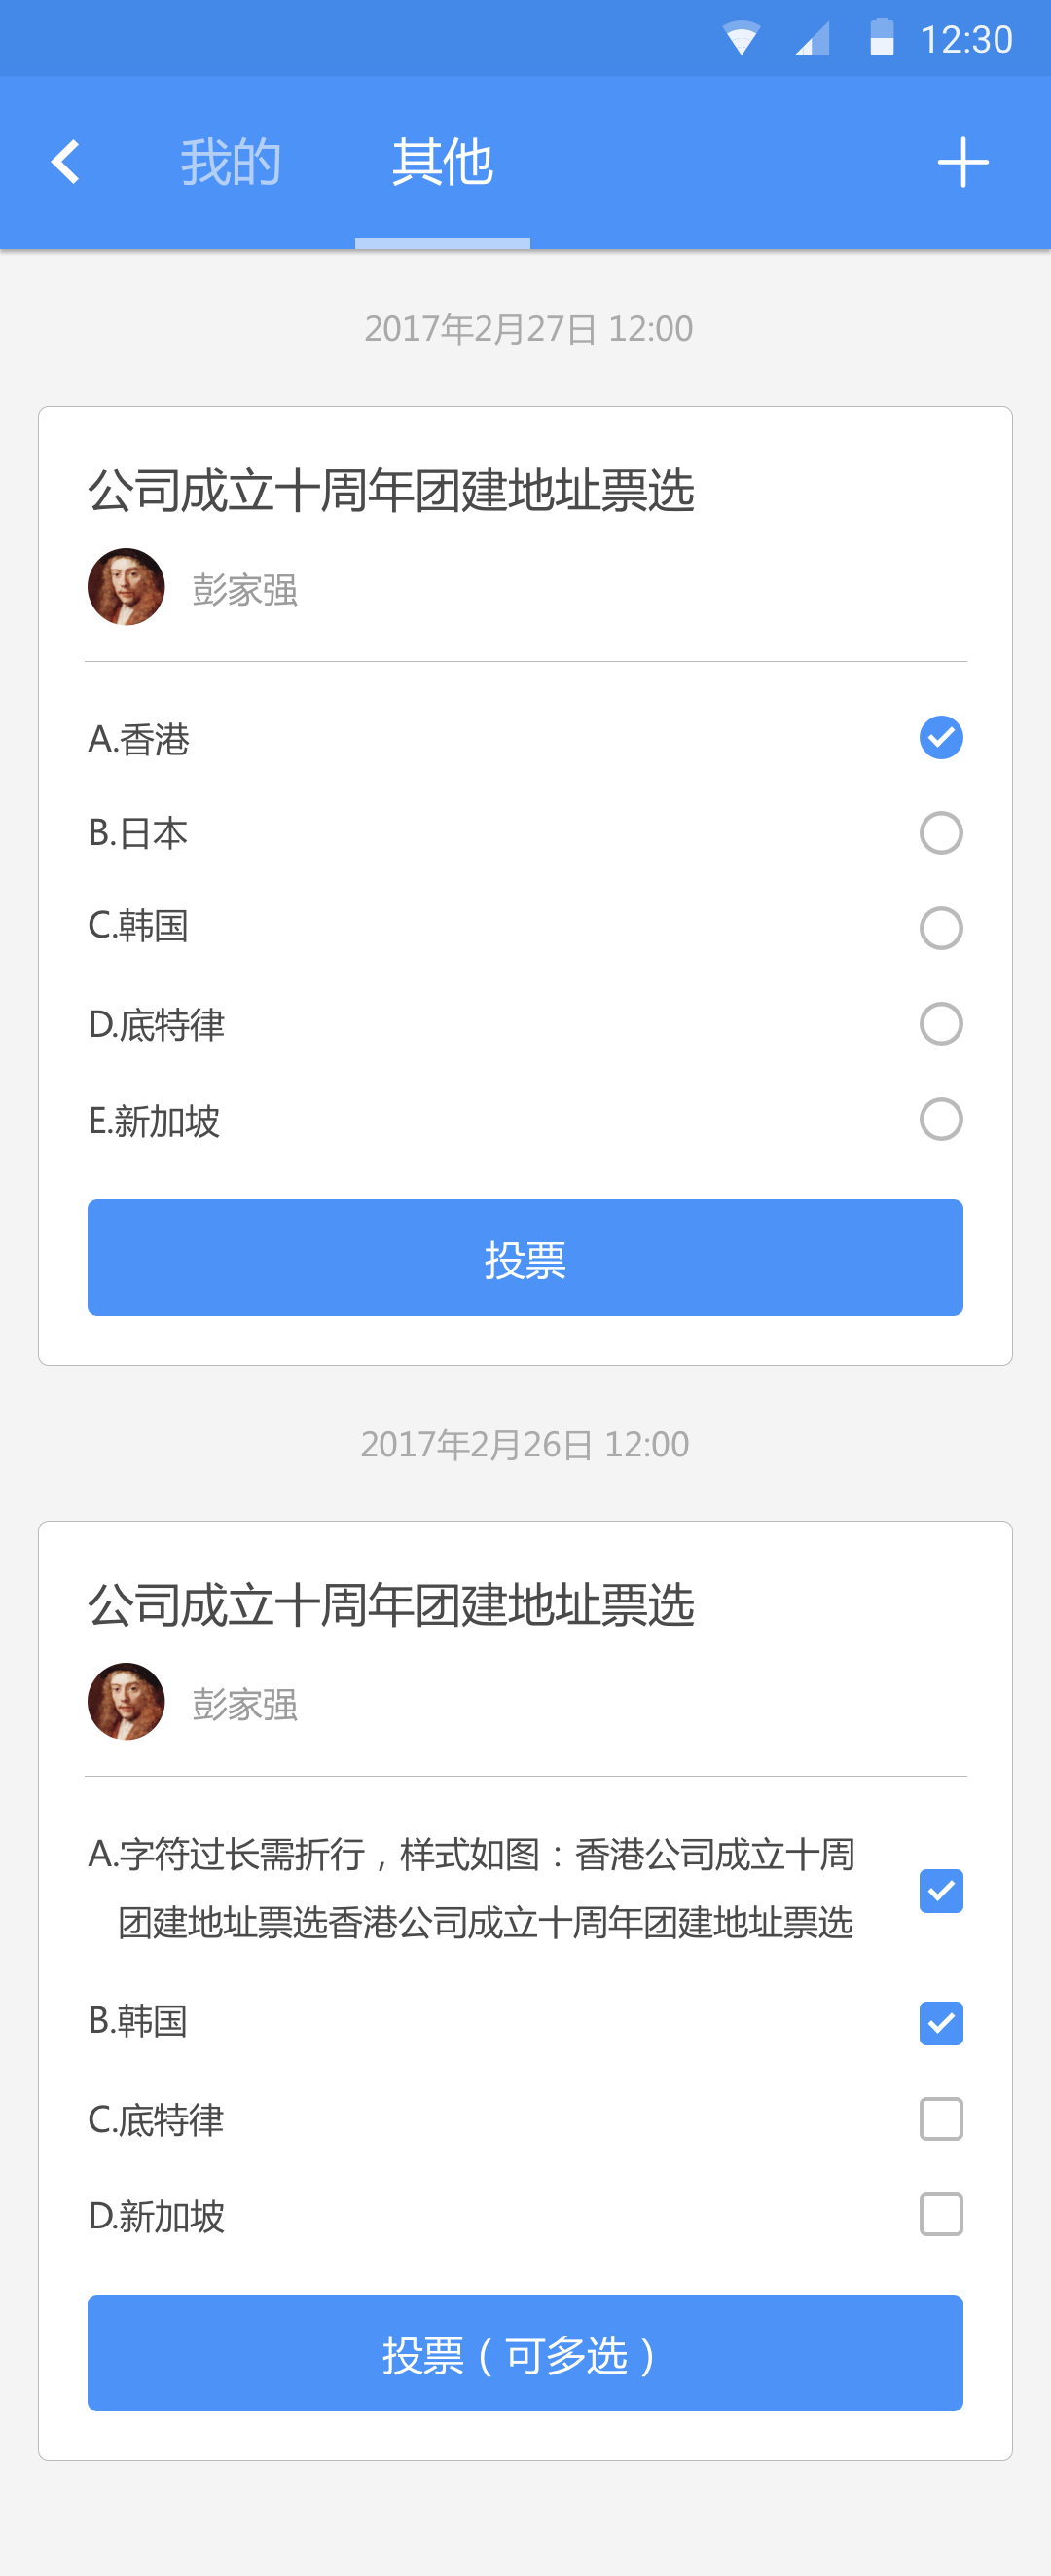 12:30
我的
其他
2017年2月27日 12:00
公司成立十周年团建地址票选
彭家强
A.香港
B.日本
C.韩国
D.底特律
E.新加坡
投票
2017年2月26日 12:00
公司成立十周年团建地址票选
彭家强
A.字符过长需折行，样式如图：香港公司成立十周
团建地址票选香港公司成立十周年团建地址票选
B.韩国
C.底特律
D.新加坡
投票（可多选）